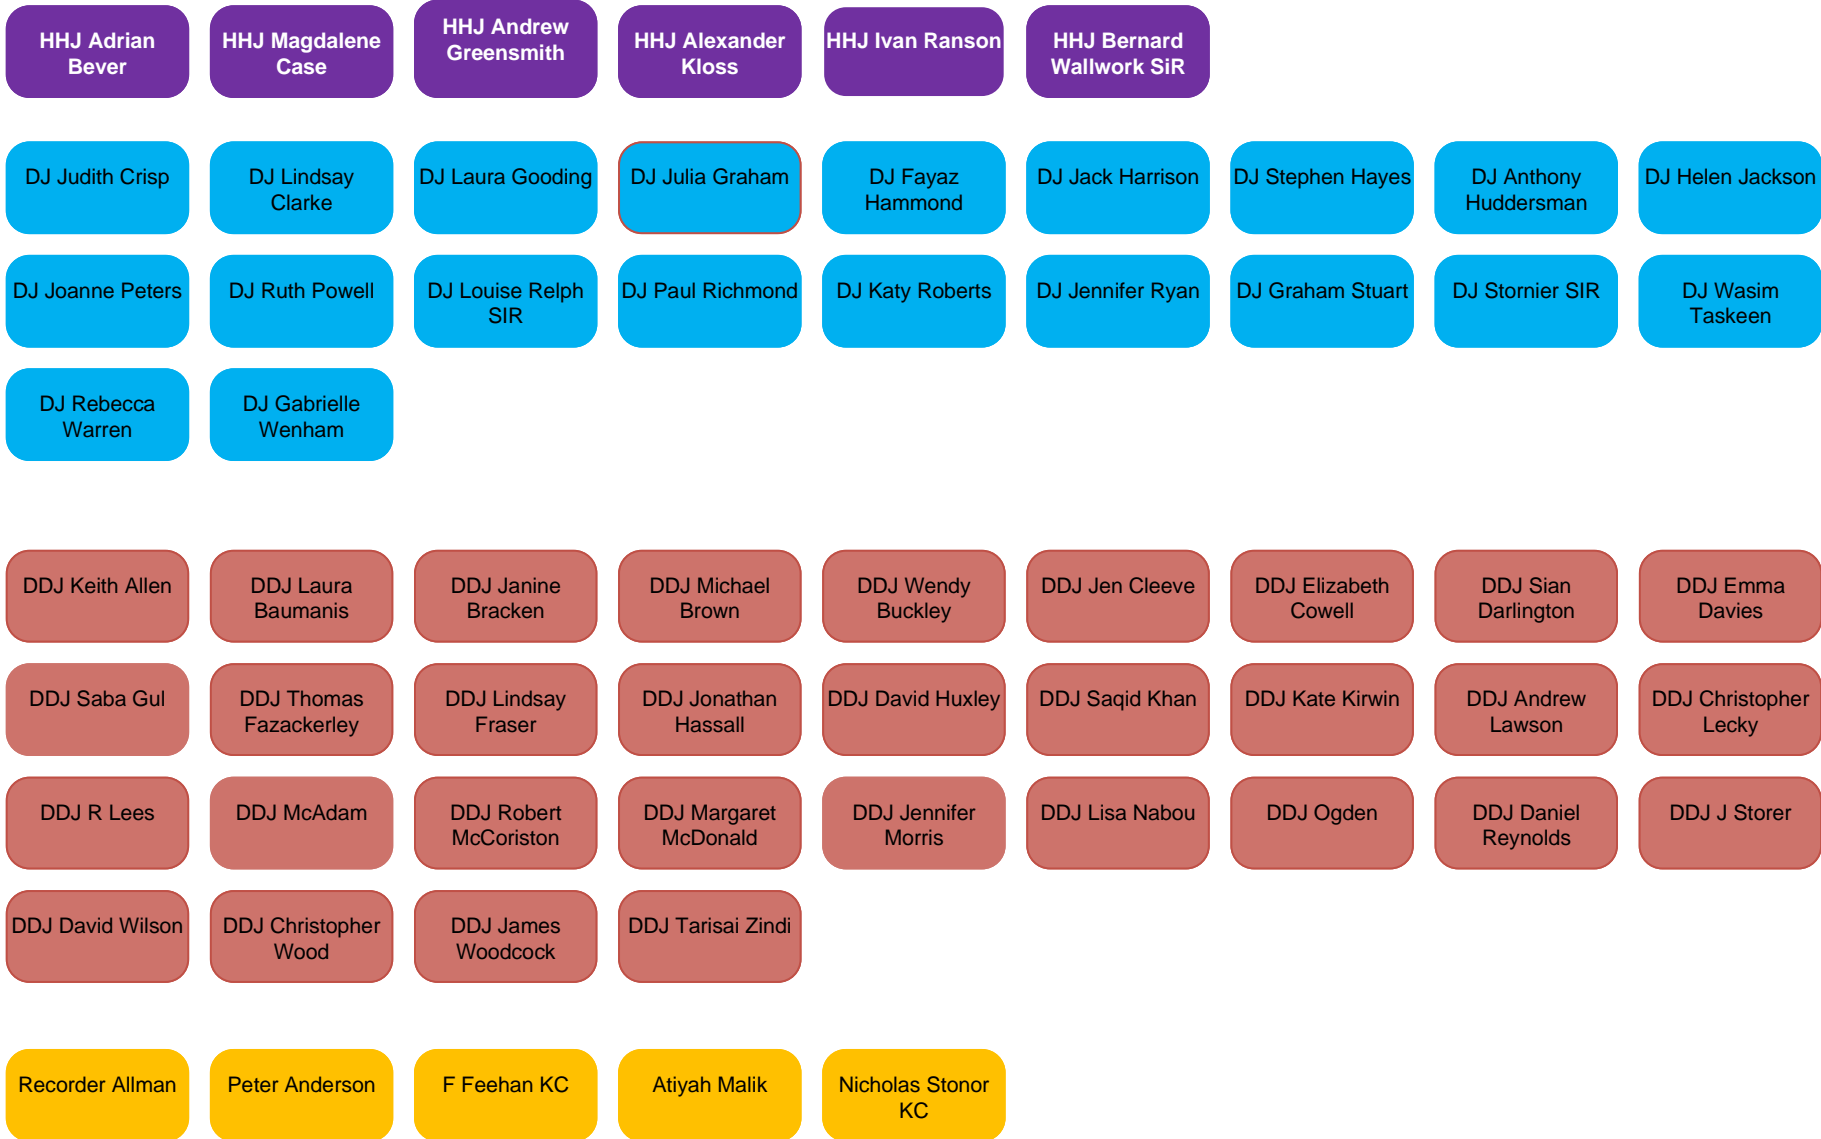 HHJ Adrian
Bever
HHJ Magdalene
Case
HHJ Andrew
Greensmith
HHJ Alexander
Kloss
HHJ Ivan Ranson
HHJ Bernard
Wallwork SiR
DJ Judith Crisp
DJ Lindsay
Clarke
DJ Laura Gooding
DJ Julia Graham
DJ Fayaz
Hammond
DJ Jack Harrison
DJ Stephen Hayes
DJ Anthony
Huddersman
DJ Helen Jackson
DJ Joanne Peters
DJ Ruth Powell
DJ Louise Relph
SIR
DJ Paul Richmond
DJ Katy Roberts
DJ Jennifer Ryan
DJ Graham Stuart
DJ Stornier SIR
DJ Wasim
Taskeen
DJ Rebecca
Warren
DJ Gabrielle
Wenham
DDJ Keith Allen
DDJ Laura
Baumanis
DDJ Janine
Bracken
DDJ Michael
Brown
DDJ Wendy
Buckley
DDJ Jen Cleeve
DDJ Elizabeth
Cowell
DDJ Sian
Darlington
DDJ Emma
Davies
DDJ Saba Gul
DDJ Thomas
Fazackerley
DDJ Lindsay
Fraser
DDJ Jonathan
Hassall
DDJ David Huxley
DDJ Saqid Khan
DDJ Kate Kirwin
DDJ Andrew
Lawson
DDJ Christopher
Lecky
DDJ R Lees
DDJ McAdam
DDJ Robert
McCoriston
DDJ Margaret
McDonald
DDJ Jennifer
Morris
DDJ Lisa Nabou
DDJ Ogden
DDJ Daniel
Reynolds
DDJ J Storer
DDJ David Wilson
DDJ Christopher
Wood
DDJ James
Woodcock
DDJ Tarisai Zindi
Recorder Allman
Peter Anderson
F Feehan KC
Atiyah Malik
Nicholas Stonor
KC